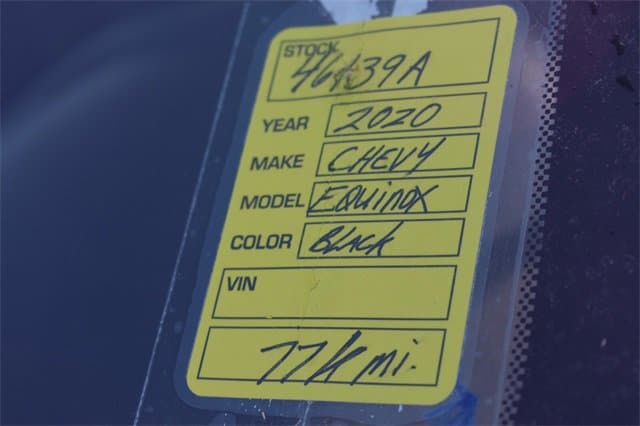 STOCK
YEAR 2020
MAKE CHEVY
MODEL EQUINOX
COLOR BLACK
VIN
77K mi.